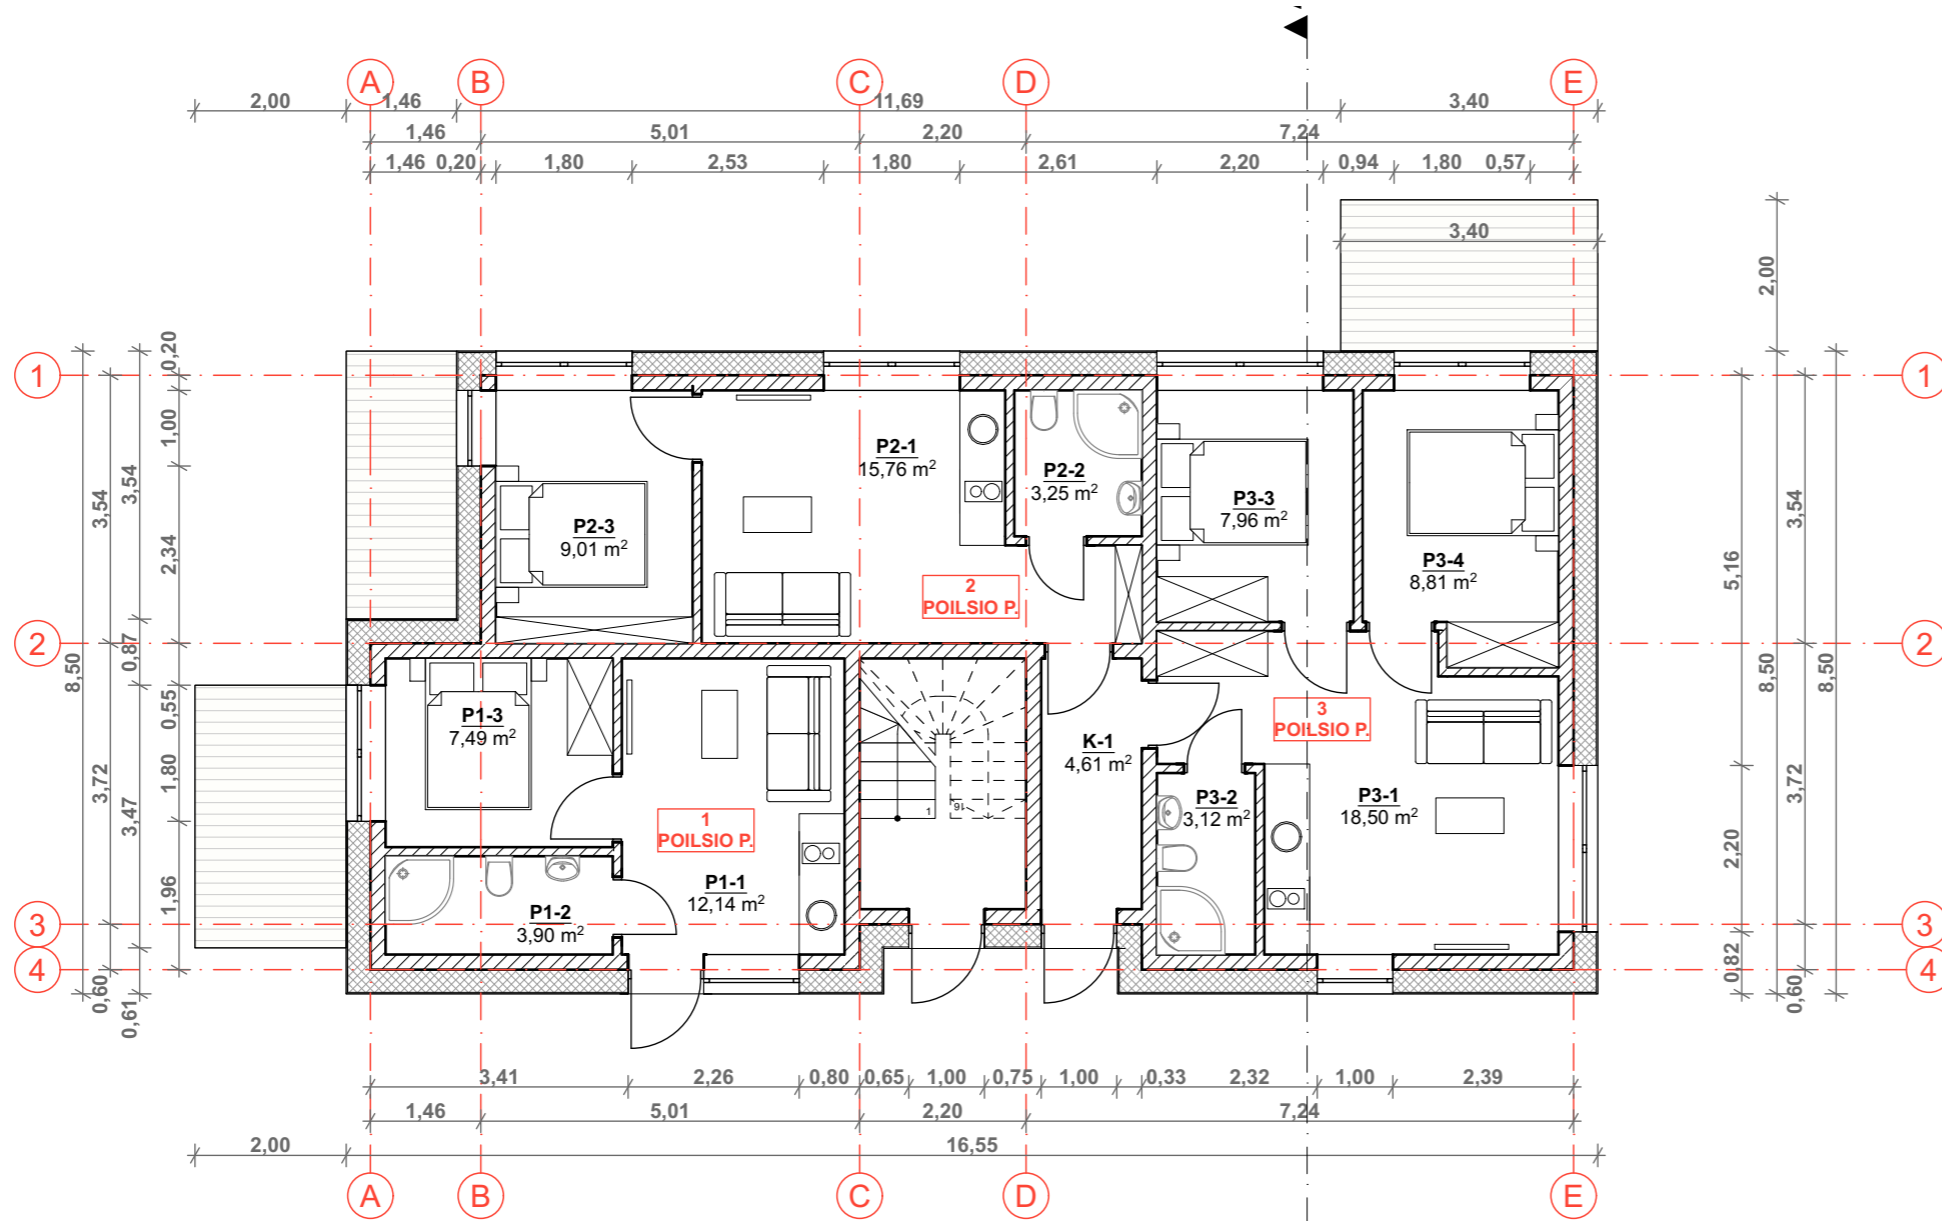 A B C D E
2,00 1,46 11,69 3,40
1,46 5,01 2,20 7,24
1,46 0,20 1,80 2,53 1,80 2,61 2,20 0,94 1,80 0,57
3,40
2,00
1 1
2 2
3 3
4 4
8,50
3,54 3,72 0,60
3,54 0,87 3,47 0,61
0,20 1,00 2,34 0,55 1,80 1,96
5,16 2,20 0,82
8,50
3,54 3,72 0,60
8,50
P2-1
15,76 m²
P2-2
3,25 m²
P2-3
9,01 m²
P3-3
7,96 m²
P3-4
8,81 m²
2
POILSIO P.
P1-3
7,49 m²
1
POILSIO P.
P1-1
12,14 m²
P1-2
3,90 m²
1 16
K-1
4,61 m²
3
POILSIO P.
P3-2
3,12 m²
P3-1
18,50 m²
3,41 2,26 0,80 0,65 1,00 0,75 1,00 0,33 2,32 1,00 2,39
1,46 5,01 2,20 7,24
2,00 16,55
A B C D E